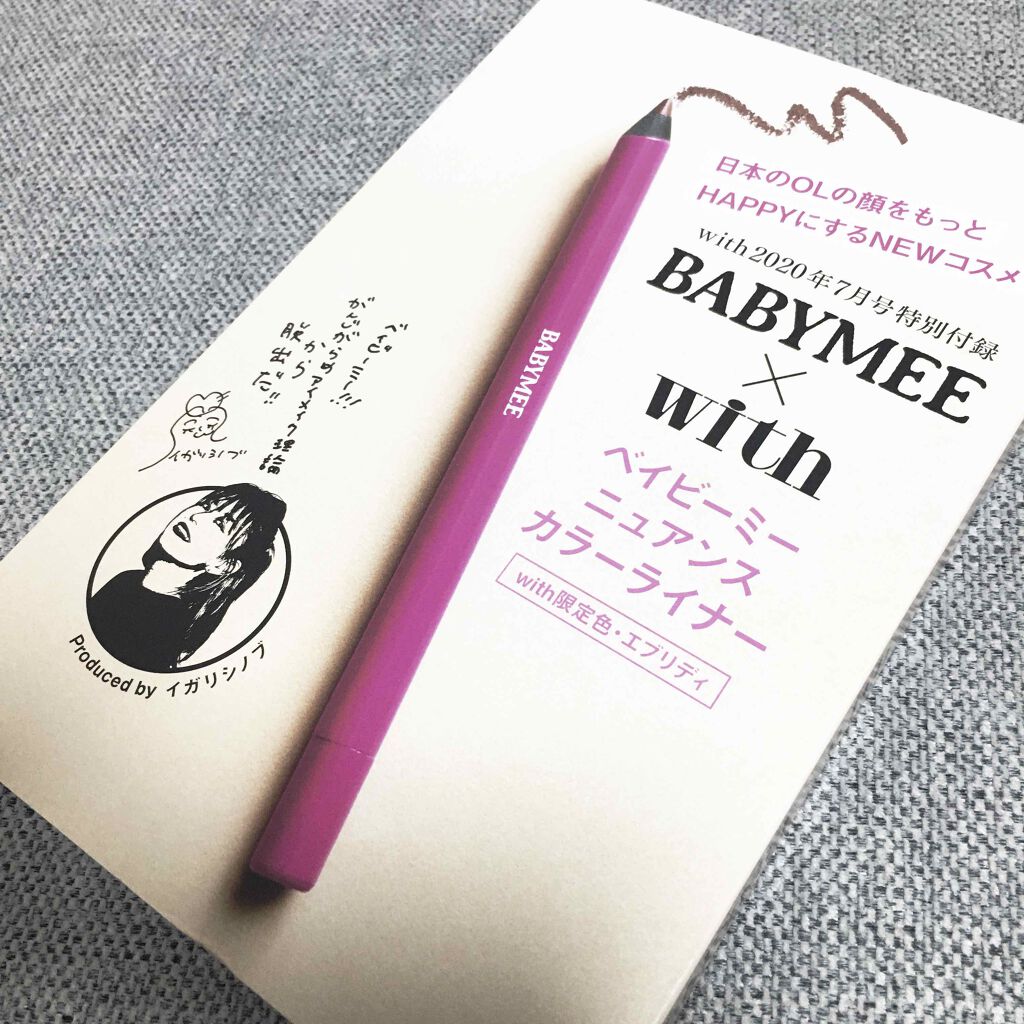 日本のOLの顔をもっと
HAPPYにするNEWコスメ
with2020年7月号特別付録
BABYMEE
×
with
ベイビーミー
ニュアンス
カラーライナー
with限定色・エブリディ
BABYMEE
ベイビーミー!!!
がんじがらめアイメイク理論
から
脱出だ!!
イガリシノブ
Produced by イガリシノブ